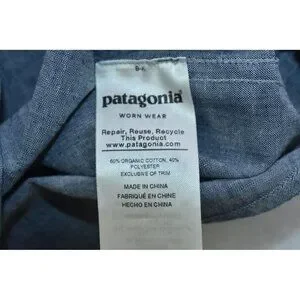 patagonia®
WORN WEAR
Repair, Reuse, Recycle
This Product
www.patagonia.com
60% ORGANIC COTTON, 40%
POLYESTER
EXCLUSIVE OF TRIM
MADE IN CHINA
FABRIQUÉ EN CHINE
HECHO EN CHINA